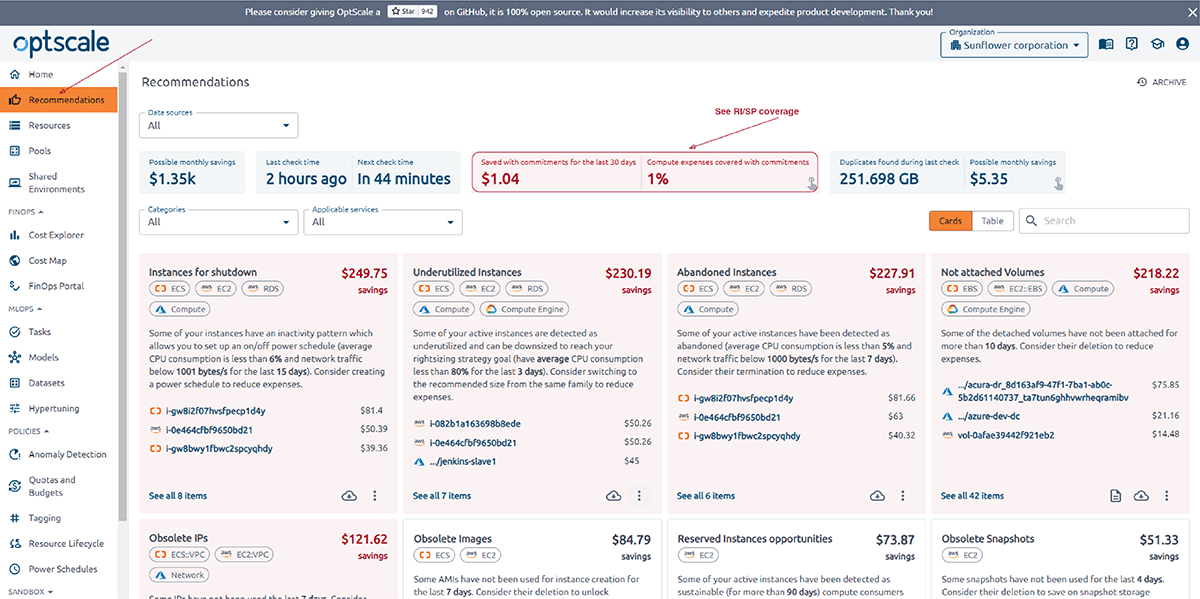 Please consider giving OptScale a Star 942 on GitHub, it is 100% open source. It would increase its visibility to others and expedite product development. Thank you!
optscale
Organization
Sunflower corporation
Home
Recommendations
Resources
Pools
Shared
Environments
FINOPS
Cost Explorer
Cost Map
FinOps Portal
MLOPS
Tasks
Models
Datasets
Hypertuning
POLICIES
Anomaly Detection
Quotas and
Budgets
Tagging
Resource Lifecycle
Power Schedules
SANDBOX
Recommendations
ARCHIVE
Data sources
All
See RI/SP coverage
Possible monthly savings
$1.35k
Last check time
2 hours ago
Next check time
In 44 minutes
Saved with commitments for the last 30 days
$1.04
Compute expenses covered with commitments
1%
Duplicates found during last check
251.698 GB
Possible monthly savings
$5.35
Categories
All
Applicable services
All
Cards
Table
Search
Instances for shutdown
$249.75
savings
ECS
aws EC2
aws RDS
Compute
Some of your instances have an inactivity pattern which
allows you to set up an on/off power schedule (average
CPU consumption is less than 6% and network traffic
below 1001 bytes/s for the last 15 days). Consider creating
a power schedule to reduce expenses.
i-gw8i2f07hvsfpecp1d4y $81.4
aws i-0e464cfbf9650bd21 $50.39
i-gw8bwy1fbwc2spcyqhdy $39.36
See all 8 items
Underutilized Instances
$230.19
savings
ECS
aws EC2
aws RDS
Compute
Compute Engine
Some of your active instances are detected as
underutilized and can be downsized to reach your
rightsizing strategy goal (have average CPU consumption
less than 80% for the last 3 days). Consider switching to
the recommended size from the same family to reduce
expenses.
aws i-082b1a163698b8ede $50.26
aws i-0e464cfbf9650bd21 $50.26
.../jenkins-slave1 $45
See all 7 items
Abandoned Instances
$227.91
savings
ECS
aws EC2
aws RDS
Compute
Some of your active instances have been detected as
abandoned (average CPU consumption is less than 5% and
network traffic below 1000 bytes/s for the last 7 days).
Consider their termination to reduce expenses.
i-gw8i2f07hvsfpecp1d4y $81.66
aws i-0e464cfbf9650bd21 $63
i-gw8bwy1fbwc2spcyqhdy $40.32
See all 6 items
Not attached Volumes
$218.22
savings
EBS
aws EC2::EBS
Compute
Compute Engine
Some of the detached volumes have not been attached for
more than 10 days. Consider their deletion to reduce
expenses.
.../acura-dr_8d163af9-47f1-7ba1-ab0c- $75.85
5b2d61140737_ta7tun6ghhvwrheqramibv
.../azure-dev-dc $21.16
aws vol-0afae39442f921eb2 $14.48
See all 42 items
Obsolete IPs
$121.62
savings
ECS::VPC
aws EC2:VPC
Network
Some IPs have not been used the last 7 days. Consider
Obsolete Images
$84.79
savings
ECS
aws EC2
Some AMIs have not been used for instance creation for
the last 7 days. Consider their deletion to unlock
Reserved Instances opportunities
$73.87
savings
aws EC2
Some of your active instances have been detected as
sustainable (for more than 90 days) compute consumers
Obsolete Snapshots
$51.33
savings
aws EC2
Some snapshots have not been used for the last 4 days.
Consider their deletion to save on snapshot storage